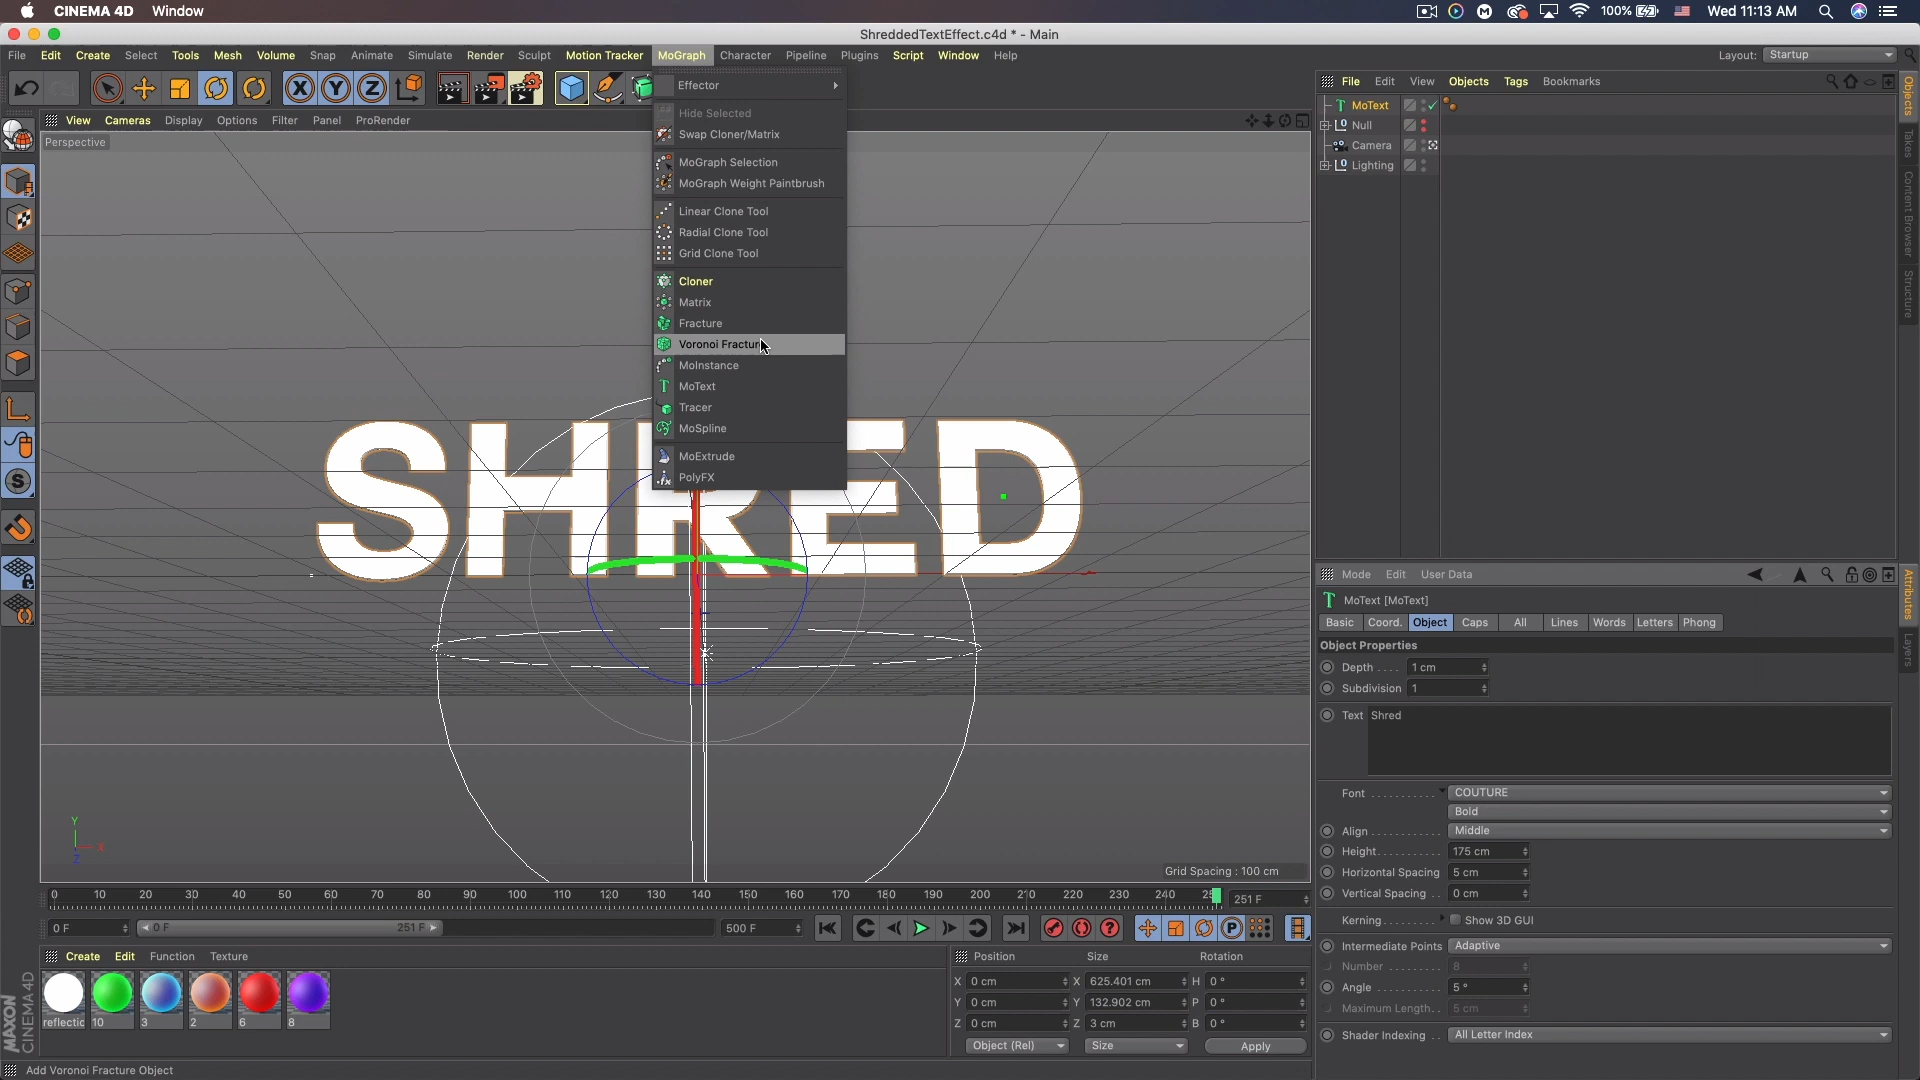 CINEMA 4D Window
100% Wed 11:13 AM
ShreddedTextEffect.c4d * - Main
File Edit Create Select Tools Mesh Volume Snap Animate Simulate Render Sculpt Motion Tracker MoGraph Character Pipeline Plugins Script Window Help
Layout: Startup
View Cameras Display Options Filter Panel ProRender
Perspective
Effector
Hide Selected
Swap Cloner/Matrix
MoGraph Selection
MoGraph Weight Paintbrush
Linear Clone Tool
Radial Clone Tool
Grid Clone Tool
Cloner
Matrix
Fracture
Voronoi Fracture
MoInstance
MoText
Tracer
MoSpline
MoExtrude
PolyFX
SHRED
Y
X
Z
Grid Spacing : 100 cm
File Edit View Objects Tags Bookmarks
MoText
Null
Camera
Lighting
Objects
Takes
Content Browser
Structure
Mode Edit User Data
MoText [MoText]
Basic Coord. Object Caps All Lines Words Letters Phong
Object Properties
Depth . . . . 1 cm
Subdivision 1
Text Shred
Font . . . . . . . . . . . COUTURE
Bold
Align . . . . . . . . . . . Middle
Height. . . . . . . . . . 175 cm
Horizontal Spacing 5 cm
Vertical Spacing . . 0 cm
Kerning. . . . . . . . Show 3D GUI
Intermediate Points Adaptive
Number . . . . . . . . 8
Angle . . . . . . . . . . 5 °
Maximum Length. . 5 cm
Shader Indexing . . All Letter Index
Attributes
Layers
0 10 20 30 40 50 60 70 80 90 100 110 120 130 140 150 160 170 180 190 200 210 220 230 240 251 F
0 F 0 F 251 F 500 F
Create Edit Function Texture
reflectic 10 3 2 6 8
Position Size Rotation
X 0 cm X 625.401 cm H 0 °
Y 0 cm Y 132.902 cm P 0 °
Z 0 cm Z 3 cm B 0 °
Object (Rel) Size Apply
MAXON
CINEMA 4D
Add Voronoi Fracture Object